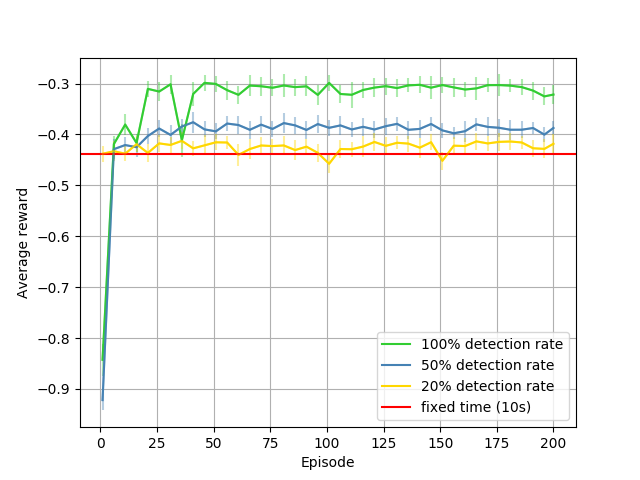 −0.3
−0.4
−0.5
−0.6
−0.7
−0.8
−0.9
Average reward
100% detection rate
50% detection rate
20% detection rate
fixed time (10s)
0 25 50 75 100 125 150 175 200
Episode